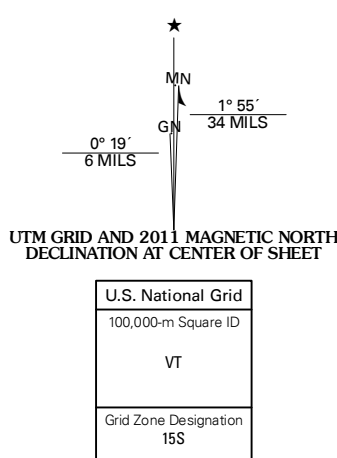 MN
1° 55´
34 MILS
GN
0° 19´
6 MILS
UTM GRID AND 2011 MAGNETIC NORTH
DECLINATION AT CENTER OF SHEET
U.S. National Grid
100,000-m Square ID
VT
Grid Zone Designation
15S